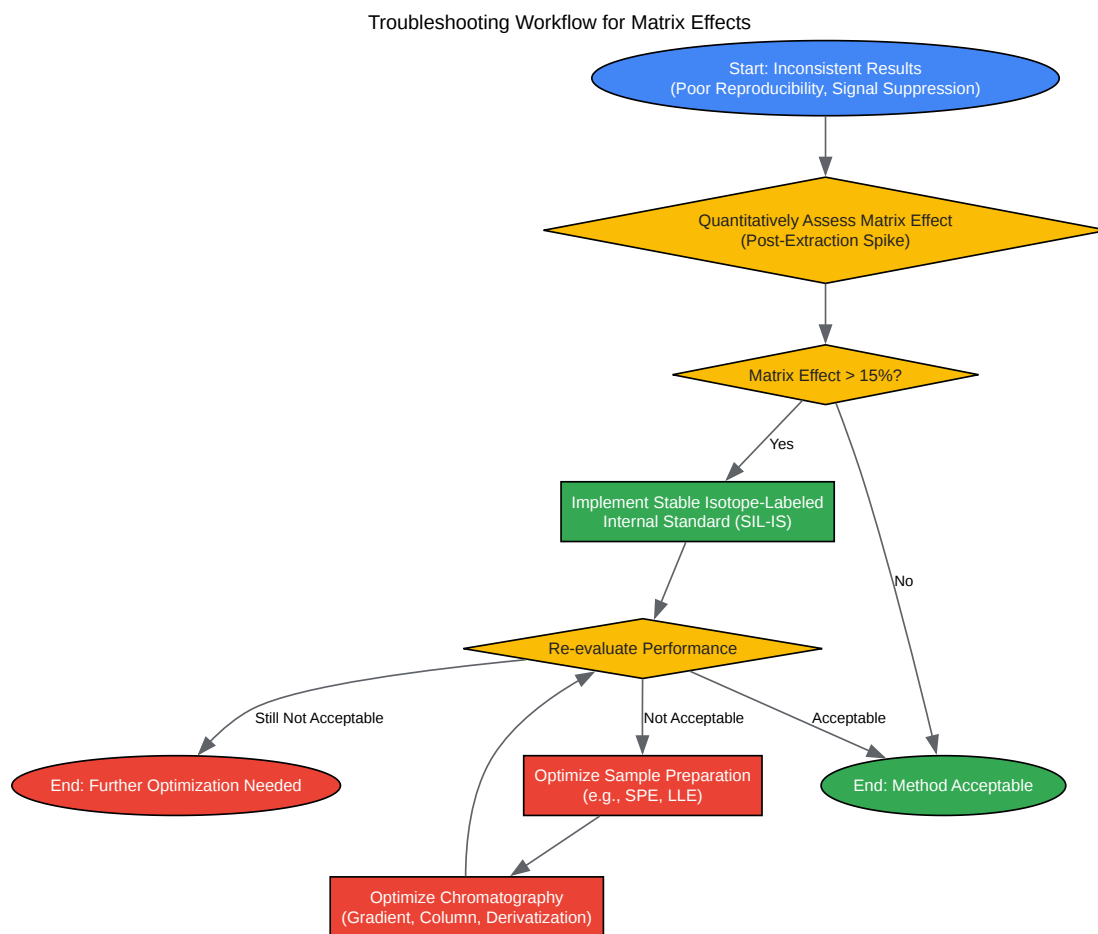 Troubleshooting Workflow for Matrix Effects
Start: Inconsistent Results
(Poor Reproducibility, Signal Suppression)
Quantitatively Assess Matrix Effect
(Post-Extraction Spike)
Matrix Effect > 15%?
Yes
Implement Stable Isotope-Labeled
Internal Standard (SIL-IS)
No
Re-evaluate Performance
Still Not Acceptable
Not Acceptable
Acceptable
End: Further Optimization Needed
Optimize Sample Preparation
(e.g., SPE, LLE)
End: Method Acceptable
Optimize Chromatography
(Gradient, Column, Derivatization)